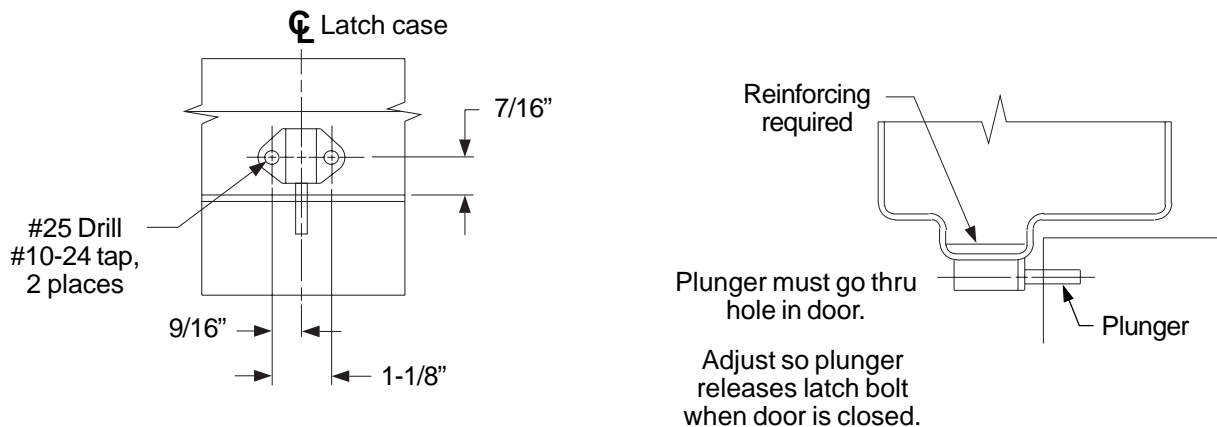 ℄ Latch case
7/16”
#25 Drill
#10-24 tap,
2 places
9/16”
1-1/8”
Reinforcing
required
Plunger must go thru
hole in door.
Plunger
Adjust so plunger
releases latch bolt
when door is closed.